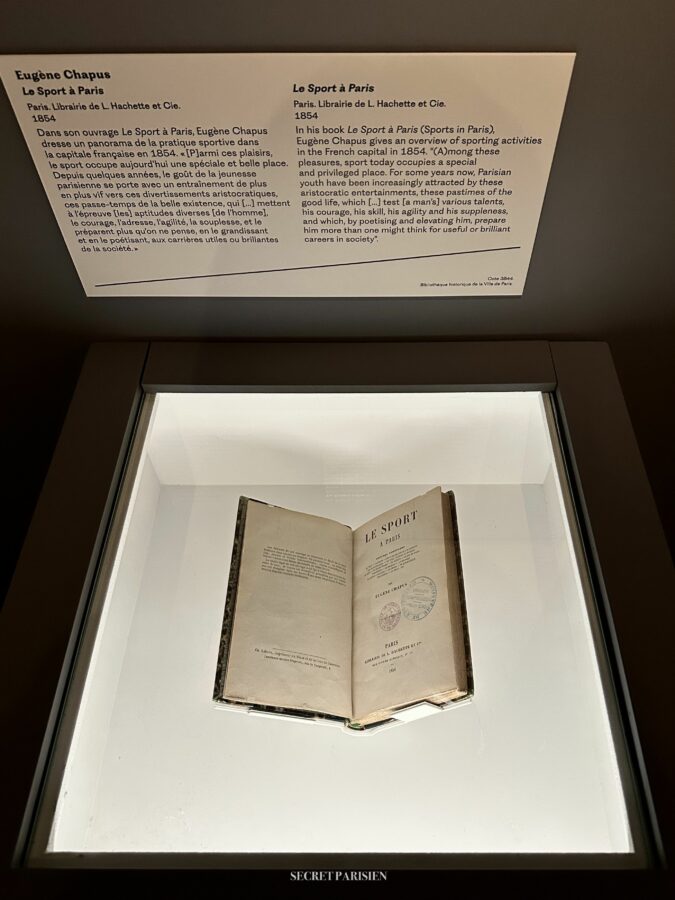 Eugène Chapus
Le Sport à Paris
Paris. Librairie de L. Hachette et Cie.
1854
Dans son ouvrage Le Sport à Paris, Eugène Chapus
dresse un panorama de la pratique sportive dans
la capitale française en 1854. « [P]armi ces plaisirs,
le sport occupe aujourd'hui une spéciale et belle place.
Depuis quelques années, le goût de la jeunesse
parisienne se porte avec un entraînement de plus
en plus vif vers ces divertissements aristocratiques,
ces passe-temps de la belle existence, qui [...] mettent
à l'épreuve [les] aptitudes diverses [de l'homme],
le courage, l'adresse, l'agilité, la souplesse, et le
préparent plus qu'on ne pense, en le grandissant
et en le poétisant, aux carrières utiles ou brillantes
de la société. »
Le Sport à Paris
Paris. Librairie de L. Hachette et Cie.
1854
In his book Le Sport à Paris (Sports in Paris),
Eugène Chapus gives an overview of sporting activities
in the French capital in 1854. "(A)mong these
pleasures, sport today occupies a special
and privileged place. For some years now, Parisian
youth have been increasingly attracted by these
aristocratic entertainments, these pastimes of the
good life, which [...] test [a man's] various talents,
his courage, his skill, his agility and his suppleness,
and which, by poetising and elevating him, prepare
him more than one might think for useful or brilliant
careers in society".
Cote 3844
Bibliothèque historique de la Ville de Paris
LE SPORT
A PARIS
PAR
EUGÈNE CHAPUS
PARIS
LIBRAIRIE DE L. HACHETTE ET Cie
1854
SECRET PARISIEN